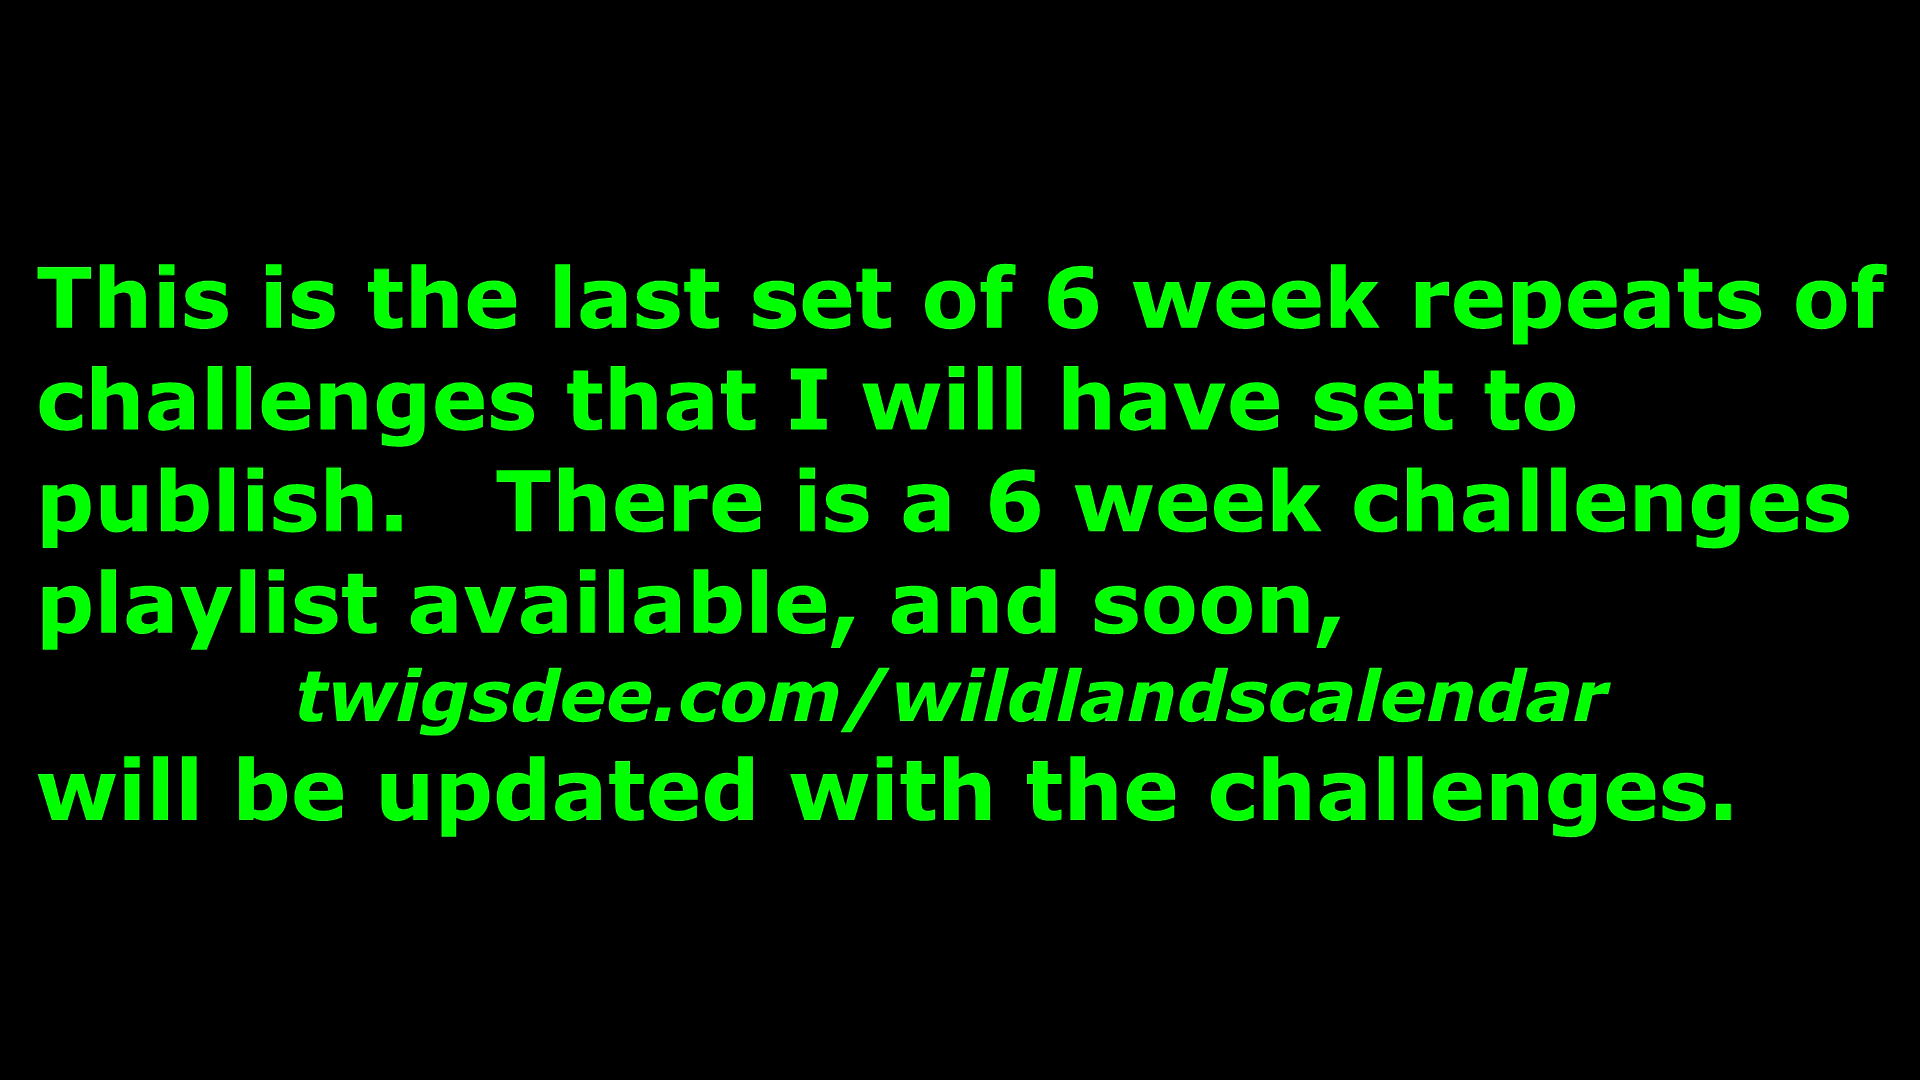 This is the last set of 6 week repeats of
challenges that I will have set to
publish.   There is a 6 week challenges
playlist available, and soon,
twigsdee.com/wildlandscalendar
will be updated with the challenges.